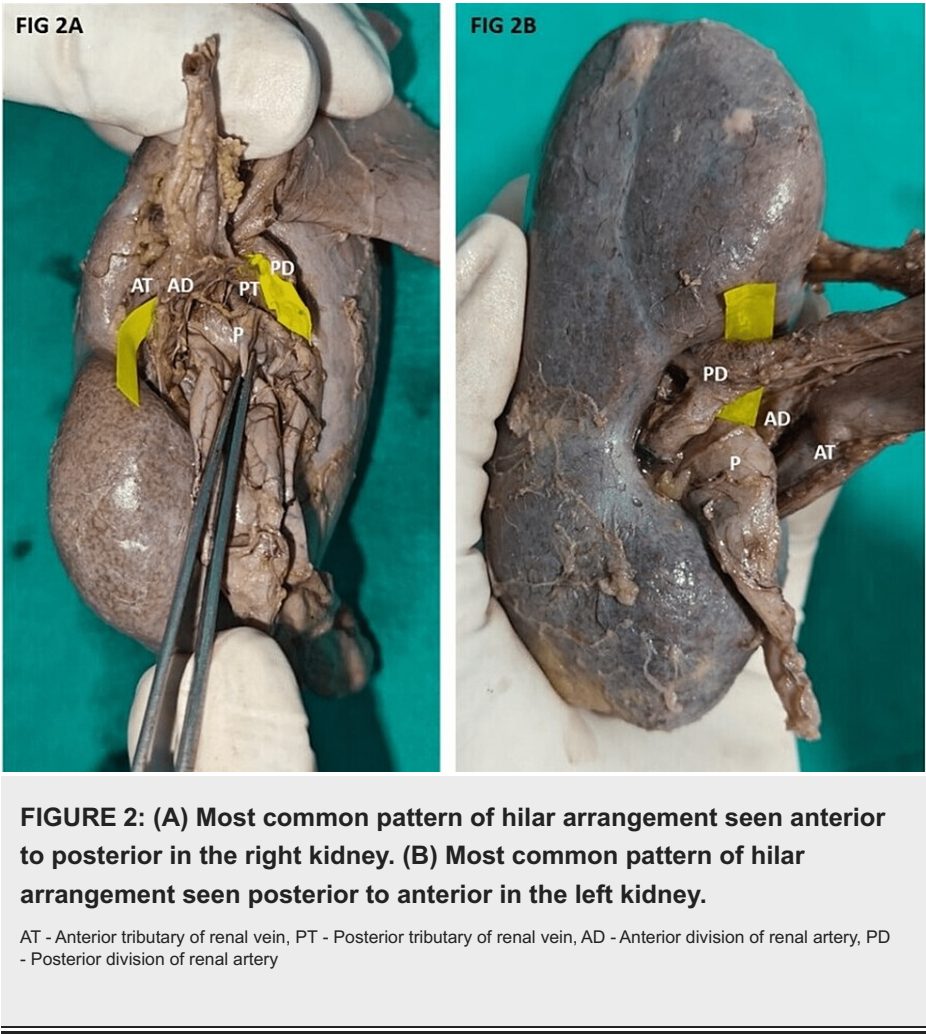 FIG 2A
FIG 2B
AT AD PT PD
P
PD
AD
P
AT
FIGURE 2: (A) Most common pattern of hilar arrangement seen anterior
to posterior in the right kidney. (B) Most common pattern of hilar
arrangement seen posterior to anterior in the left kidney.
AT - Anterior tributary of renal vein, PT - Posterior tributary of renal vein, AD - Anterior division of renal artery, PD
- Posterior division of renal artery